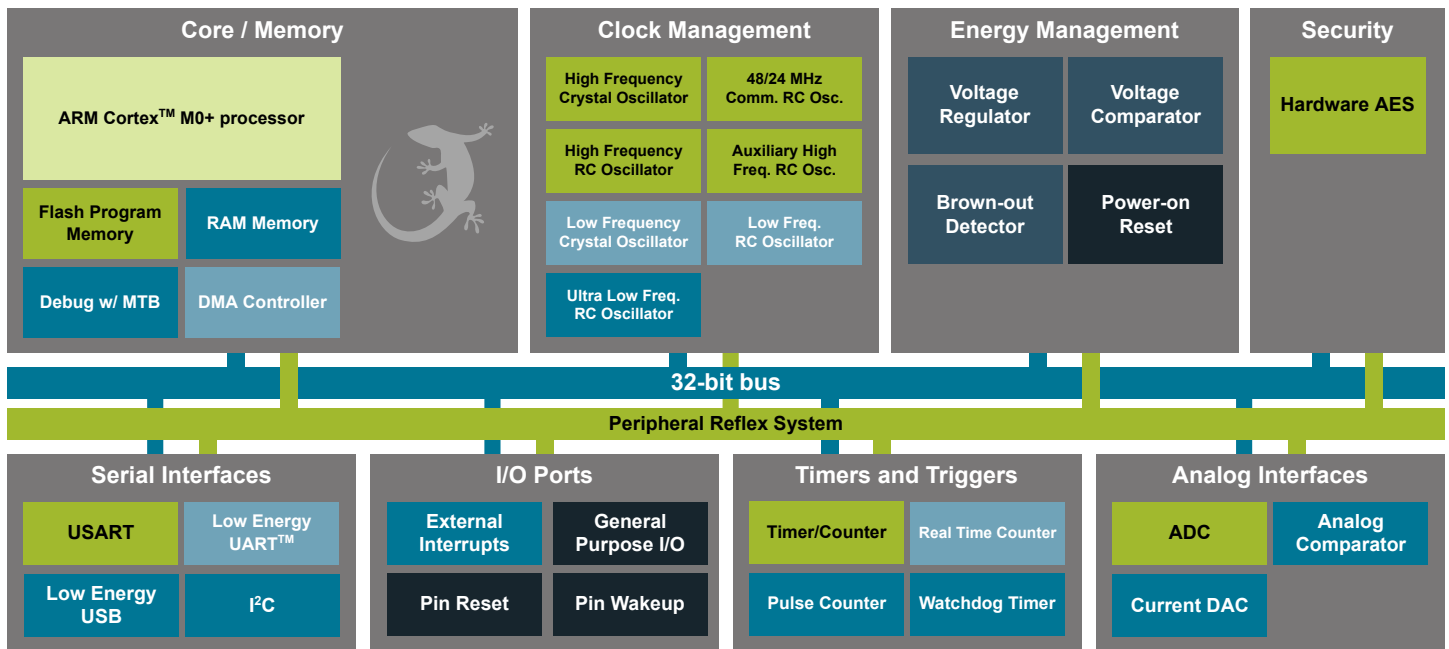 Core / Memory
ARM Cortex™ M0+ processor
Flash Program
Memory
RAM Memory
Debug w/ MTB
DMA Controller
Clock Management
High Frequency
Crystal Oscillator
48/24 MHz
Comm. RC Osc.
High Frequency
RC Oscillator
Auxiliary High
Freq. RC Osc.
Low Frequency
Crystal Oscillator
Low Freq.
RC Oscillator
Ultra Low Freq.
RC Oscillator
Energy Management
Voltage
Regulator
Voltage
Comparator
Brown-out
Detector
Power-on
Reset
Security
Hardware AES
32-bit bus
Peripheral Reflex System
Serial Interfaces
USART
Low Energy
UART™
Low Energy
USB
I²C
I/O Ports
External
Interrupts
General
Purpose I/O
Pin Reset
Pin Wakeup
Timers and Triggers
Timer/Counter
Real Time Counter
Pulse Counter
Watchdog Timer
Analog Interfaces
ADC
Analog
Comparator
Current DAC